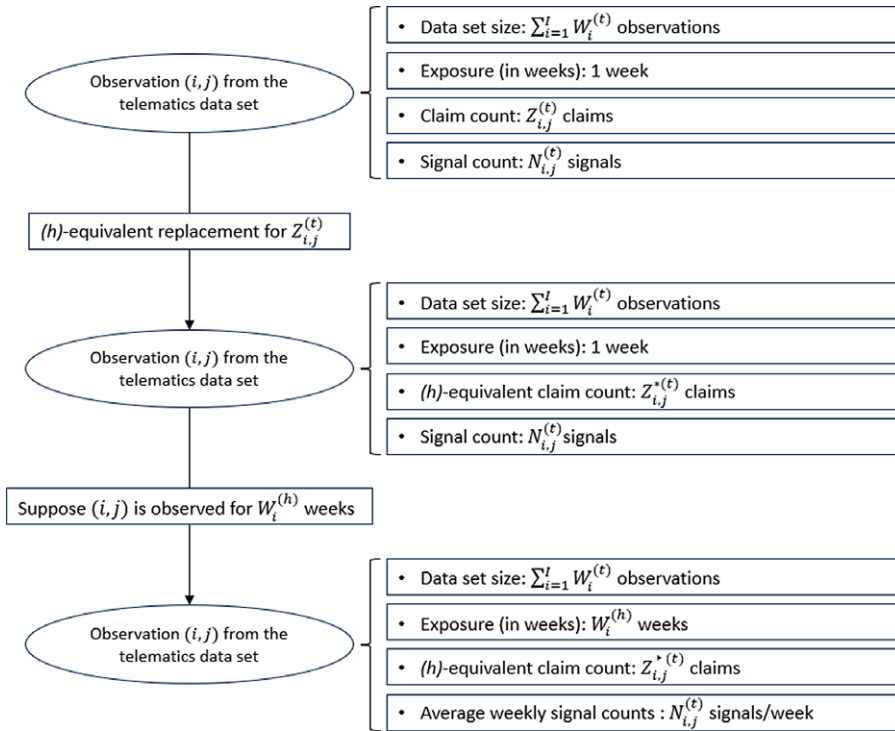 Observation (i, j) from the
telematics data set
• Data set size: ∑_{i=1}^{I} W_i^{(t)} observations
• Exposure (in weeks): 1 week
• Claim count: Z_{i,j}^{(t)} claims
• Signal count: N_{i,j}^{(t)} signals
(h)-equivalent replacement for Z_{i,j}^{(t)}
Observation (i, j) from the
telematics data set
• Data set size: ∑_{i=1}^{I} W_i^{(t)} observations
• Exposure (in weeks): 1 week
• (h)-equivalent claim count: Z_{i,j}^{*(t)} claims
• Signal count: N_{i,j}^{(t)} signals
Suppose (i, j) is observed for W_i^{(h)} weeks
Observation (i, j) from the
telematics data set
• Data set size: ∑_{i=1}^{I} W_i^{(t)} observations
• Exposure (in weeks): W_i^{(h)} weeks
• (h)-equivalent claim count: Z_{i,j}^{‣(t)} claims
• Average weekly signal counts : N_{i,j}^{(t)} signals/week